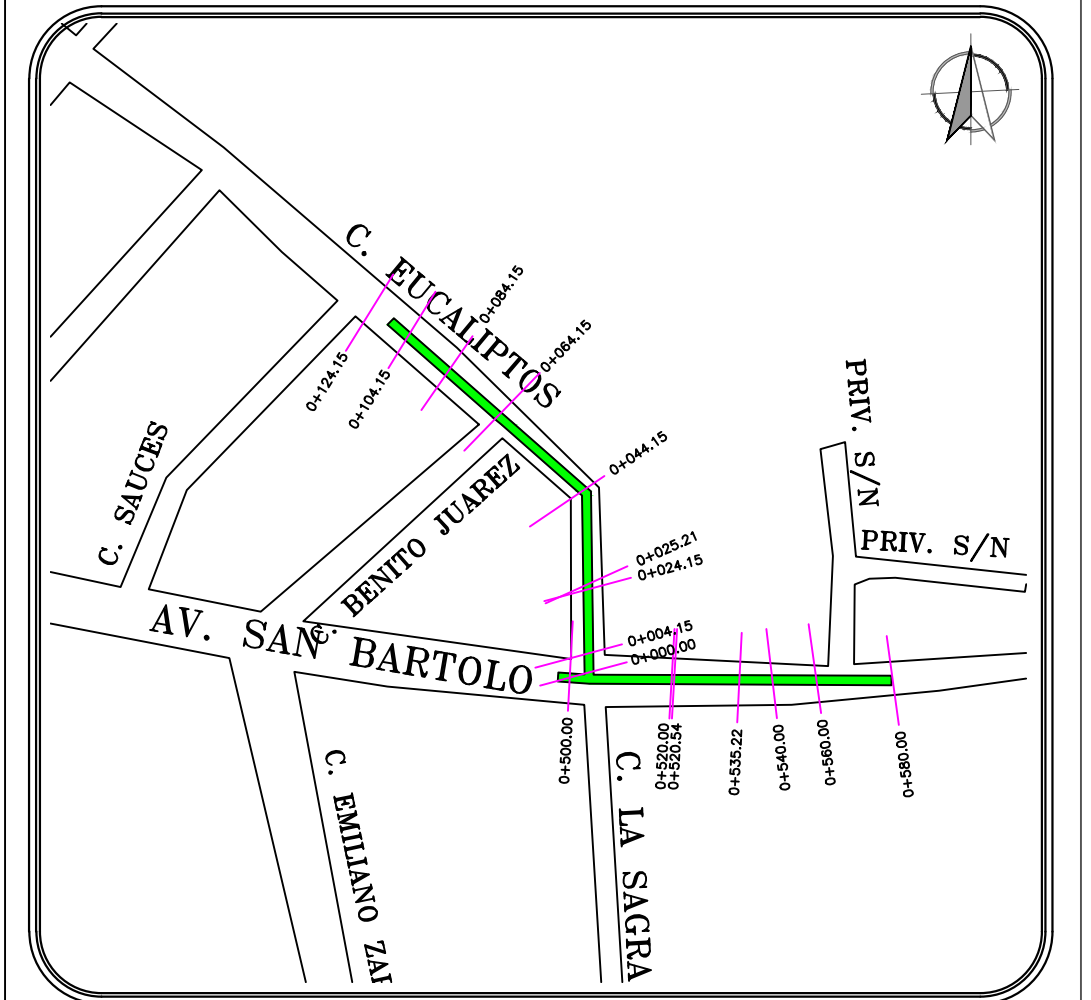 C. EUCALIPTOS
0+084.15
0+064.15
0+124.15
0+104.15
PRIV. S/N
C. SAUCES
0+044.15
BENITO JUAREZ
C.
PRIV. S/N
0+025.21
0+024.15
AV. SAN BARTOLO
0+004.15
0+000.00
0+500.00
0+520.00
0+520.54
0+535.22
0+540.00
0+560.00
0+580.00
C. EMILIANO ZAP
C. LA SAGRA